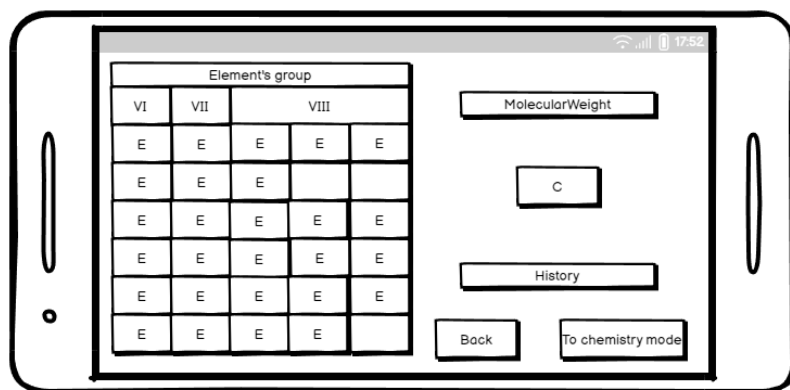 17:52
Element's group
VI VII VIII
E E E E E
E E E
E E E E E
E E E E E
E E E E E
E E E E
MolecularWeight
C
History
Back To chemistry mode